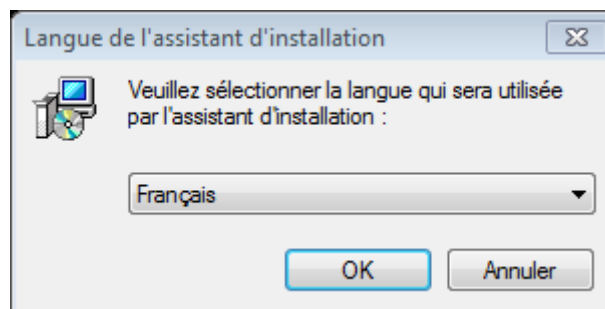 Langue de l'assistant d'installation
Veuillez sélectionner la langue qui sera utilisée
par l'assistant d'installation :
Français
OK
Annuler